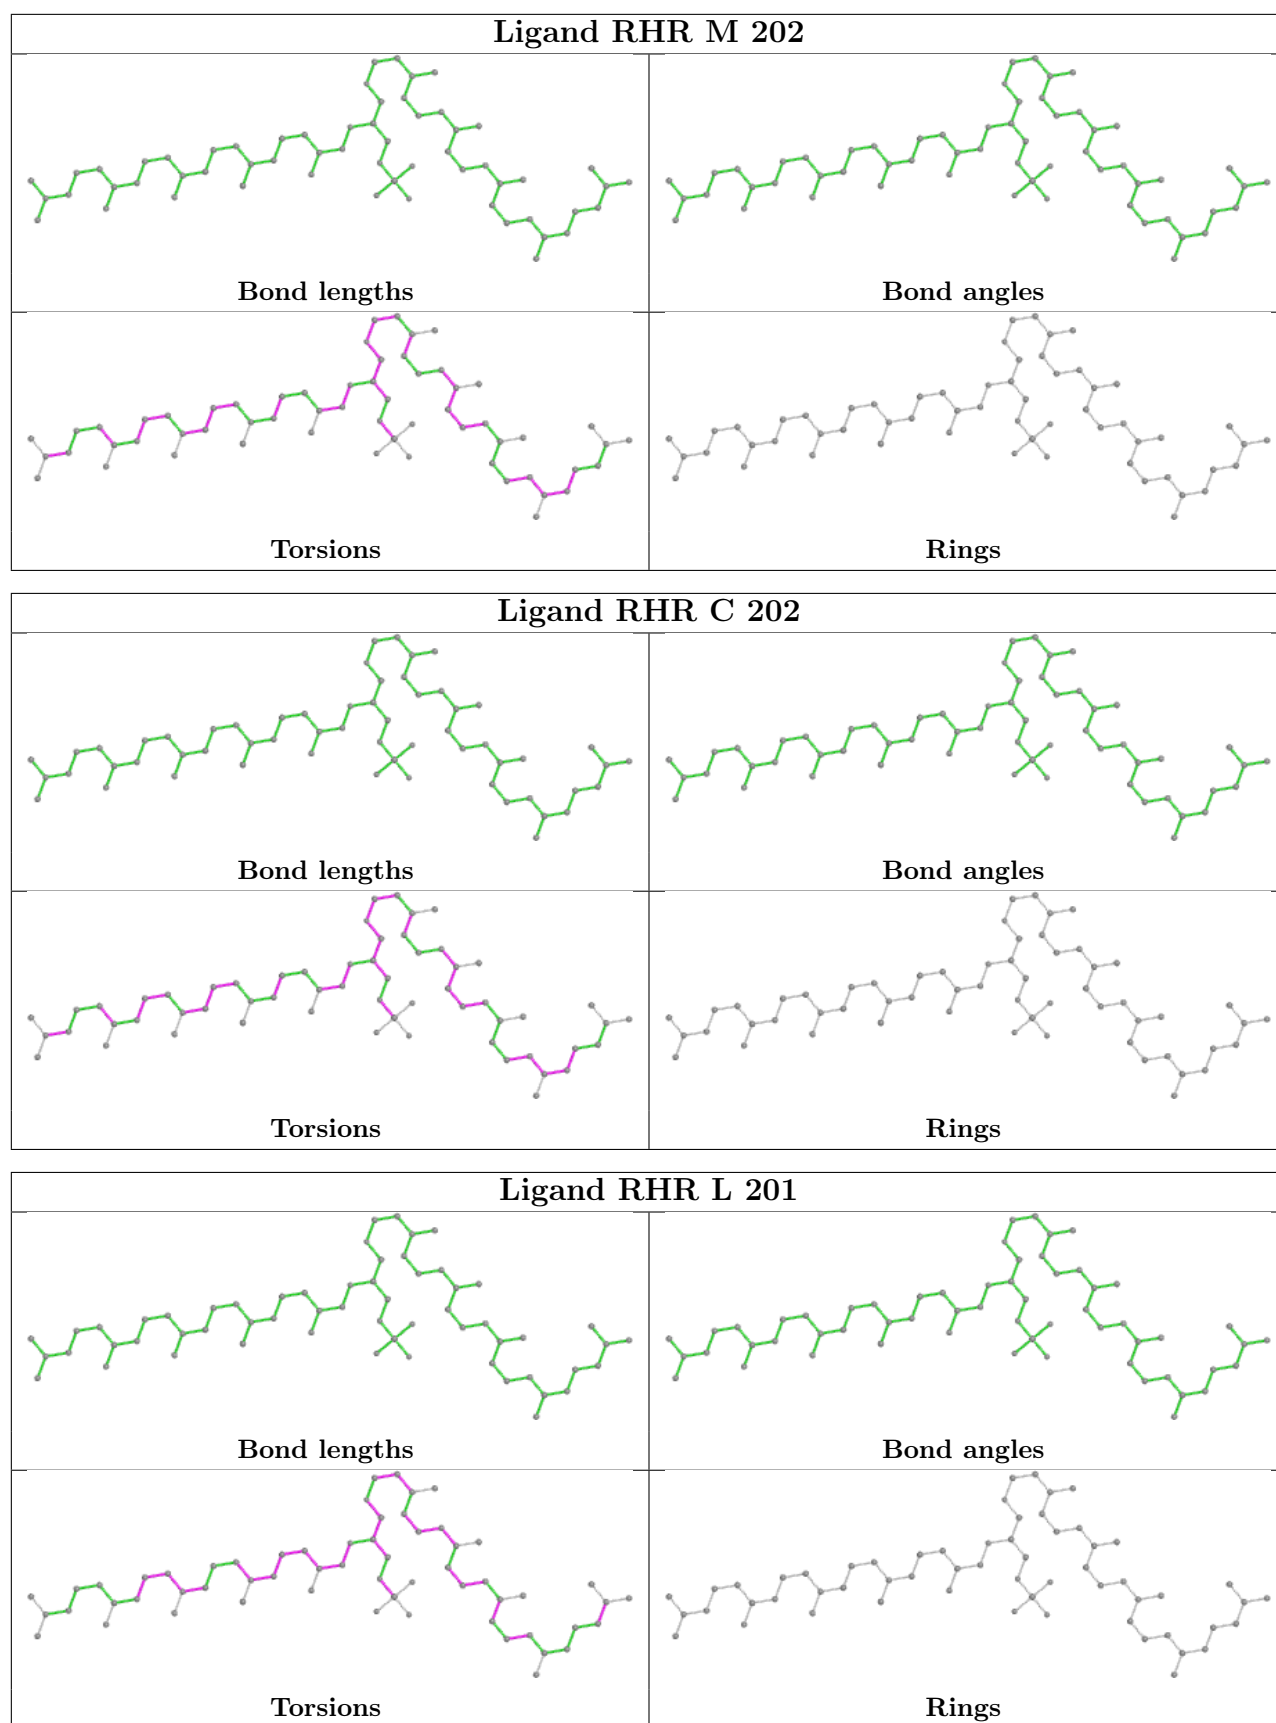 Ligand RHR M 202
Bond lengths
Bond angles
Torsions
Rings
Ligand RHR C 202
Bond lengths
Bond angles
Torsions
Rings
Ligand RHR L 201
Bond lengths
Bond angles
Torsions
Rings